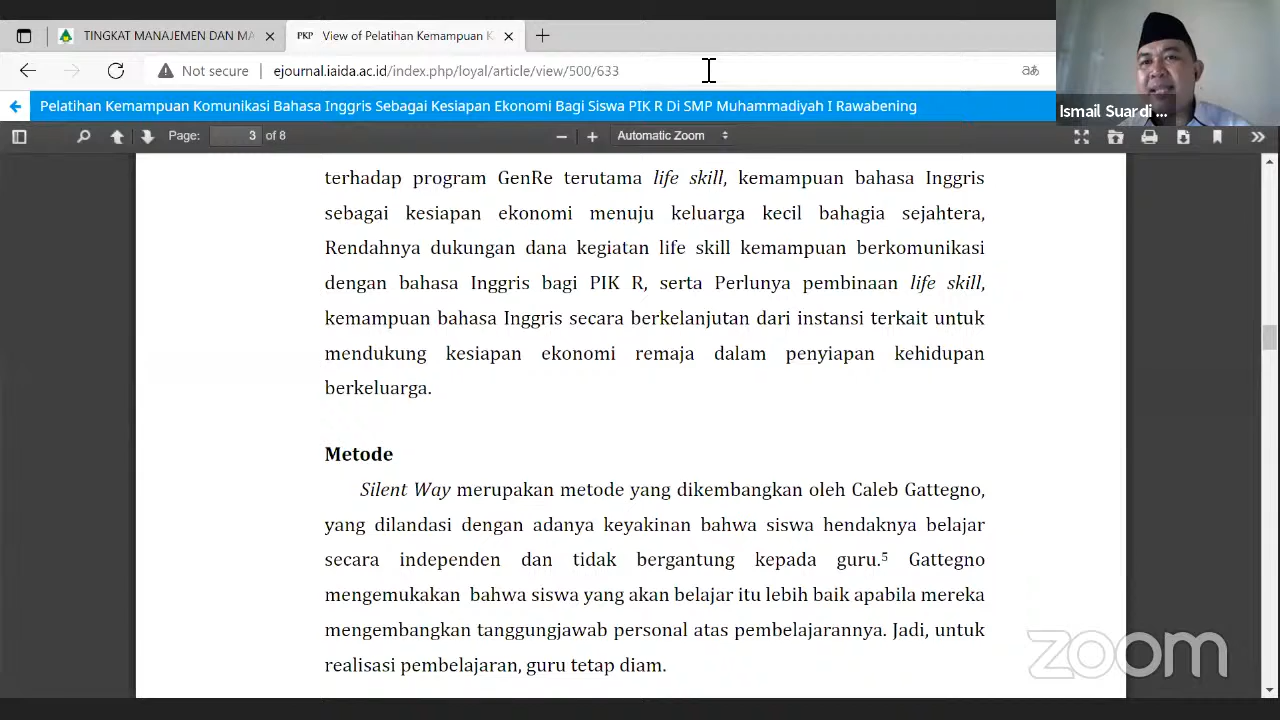 TINGKAT MANAJEMEN DAN MA
PKP View of Pelatihan Kemampuan K
Not secure ejournal.iaida.ac.id/index.php/loyal/article/view/500/633
Pelatihan Kemampuan Komunikasi Bahasa Inggris Sebagai Kesiapan Ekonomi Bagi Siswa PIK R Di SMP Muhammadiyah I Rawabening
Ismail Suardi ...
Page: 3 of 8 Automatic Zoom
terhadap program GenRe terutama life skill, kemampuan bahasa Inggris
sebagai kesiapan ekonomi menuju keluarga kecil bahagia sejahtera,
Rendahnya dukungan dana kegiatan life skill kemampuan berkomunikasi
dengan bahasa Inggris bagi PIK R, serta Perlunya pembinaan life skill,
kemampuan bahasa Inggris secara berkelanjutan dari instansi terkait untuk
mendukung kesiapan ekonomi remaja dalam penyiapan kehidupan
berkeluarga.
Metode
Silent Way merupakan metode yang dikembangkan oleh Caleb Gattegno,
yang dilandasi dengan adanya keyakinan bahwa siswa hendaknya belajar
secara independen dan tidak bergantung kepada guru.⁵ Gattegno
mengemukakan bahwa siswa yang akan belajar itu lebih baik apabila mereka
mengembangkan tanggungjawab personal atas pembelajarannya. Jadi, untuk
realisasi pembelajaran, guru tetap diam.
zoom